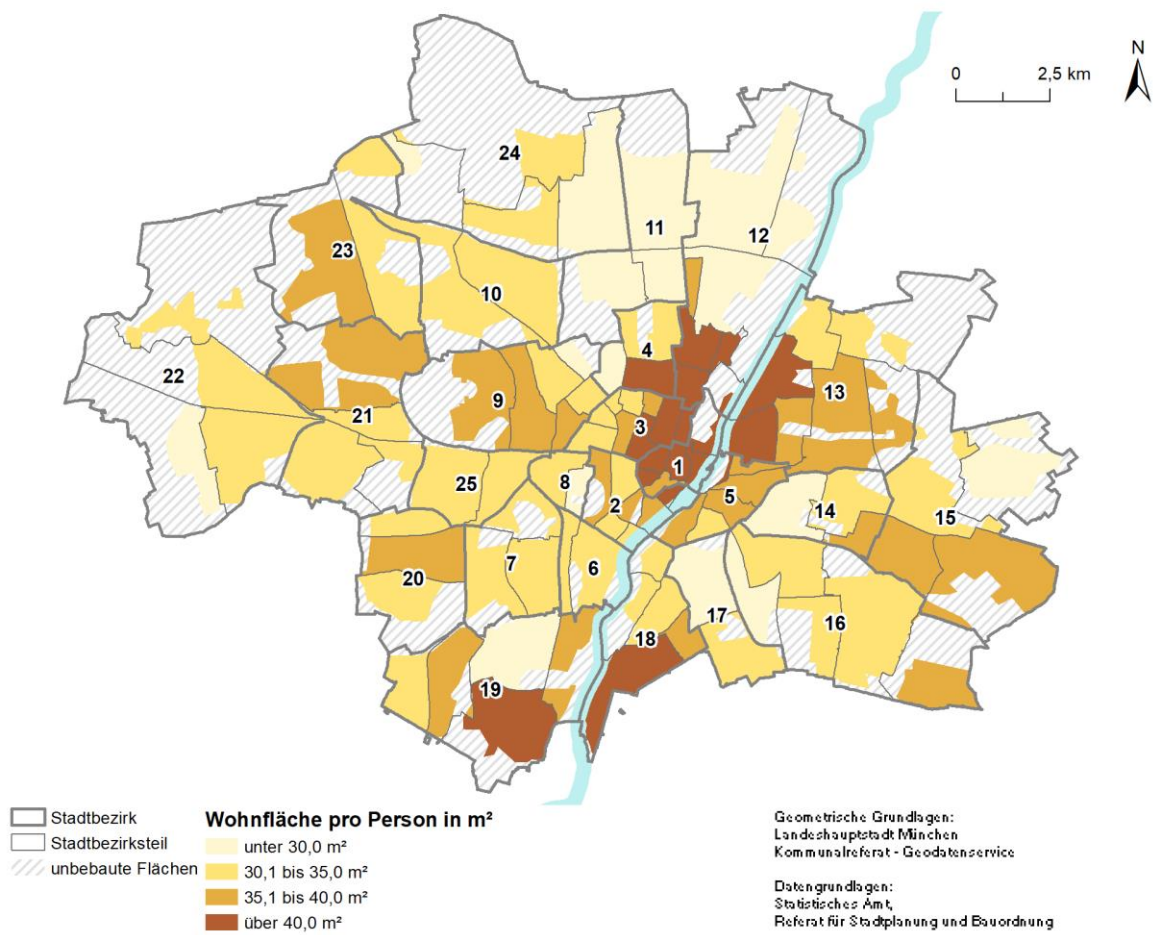 N
0 2,5 km
24
11
12
23
10
4
22
9
13
21
3
1
25
8
2
5
14
15
7
6
20
17
16
18
19
Stadtbezirk
Stadtbezirksteil
unbebaute Flächen
Wohnfläche pro Person in m²
unter 30,0 m²
30,1 bis 35,0 m²
35,1 bis 40,0 m²
über 40,0 m²
Geometrische Grundlagen:
Landeshauptstadt München
Kommunalreferat - Geodatenservice
Datengrundlagen:
Statistisches Amt,
Referat für Stadtplanung und Bauordnung